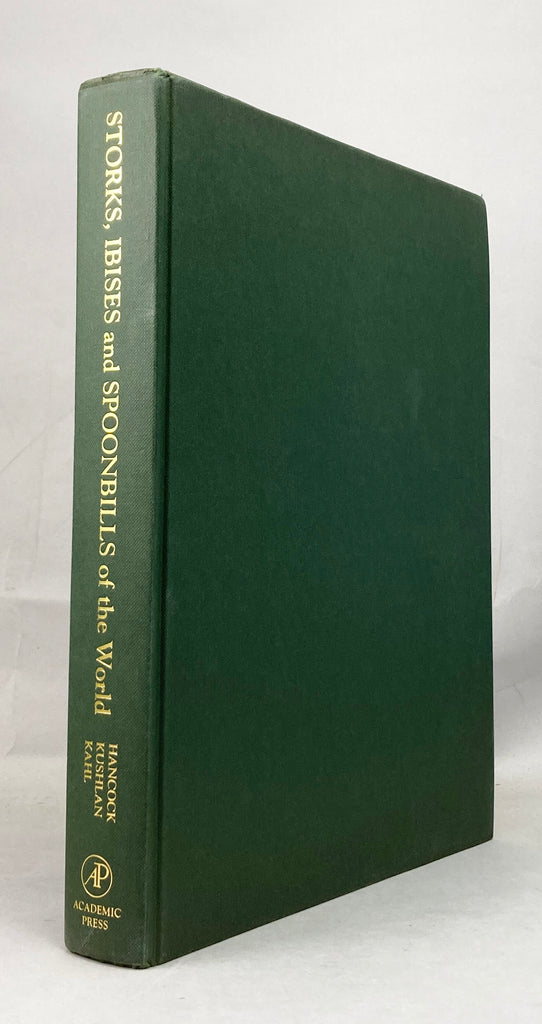 STORKS, IBISES and SPOONBILLS of the World
HANCOCK
KUSHLAN
KAHL
AP
ACADEMIC
PRESS